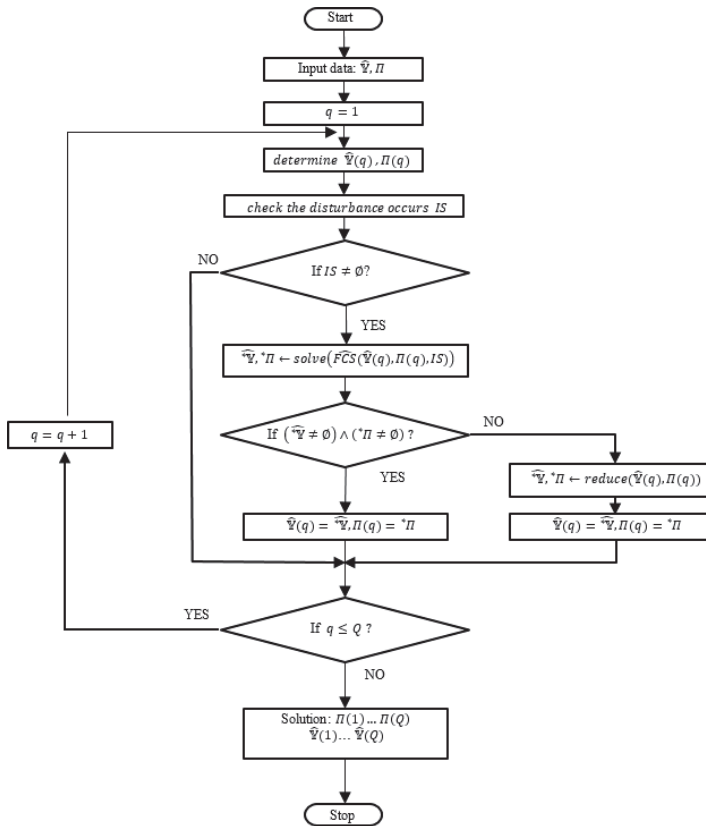 Start
Input data: 𝕐̂, Π
q = 1
determine 𝕐̂(q), Π(q)
check the disturbance occurs IS
If IS ≠ ∅?
NO
YES
*𝕐̂, *Π ← solve(F̂ĈS(𝕐̂(q), Π(q), IS))
If (*𝕐̂ ≠ ∅) ∧ (*Π ≠ ∅) ?
NO
YES
q = q + 1
*𝕐̂, *Π ← reduce(𝕐̂(q), Π(q))
𝕐̂(q) = *𝕐̂, Π(q) = *Π
𝕐̂(q) = *𝕐̂, Π(q) = *Π
If q ≤ Q ?
YES
NO
Solution: Π(1) … Π(Q)
𝕐̂(1) … 𝕐̂(Q)
Stop